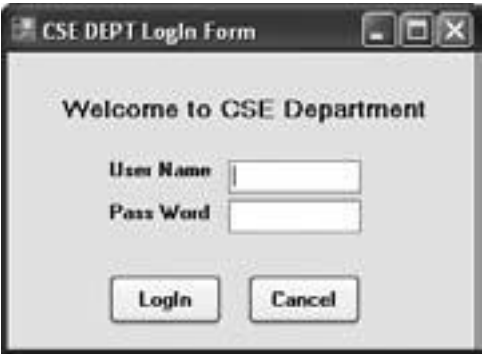 CSE DEPT LogIn Form
Welcome to CSE Department
User Name
Pass Word
LogIn Cancel